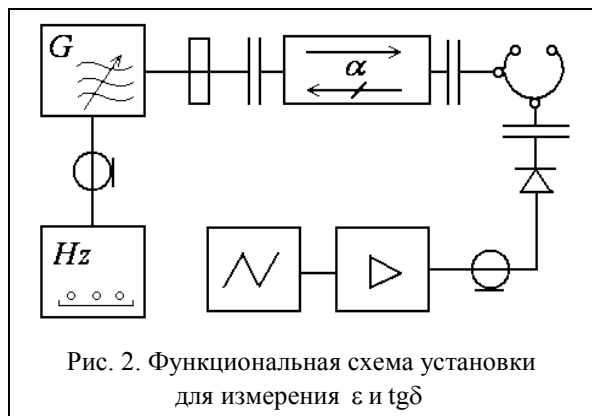 G
α
Hz
Рис. 2. Функциональная схема установки
для измерения ε и tgδ